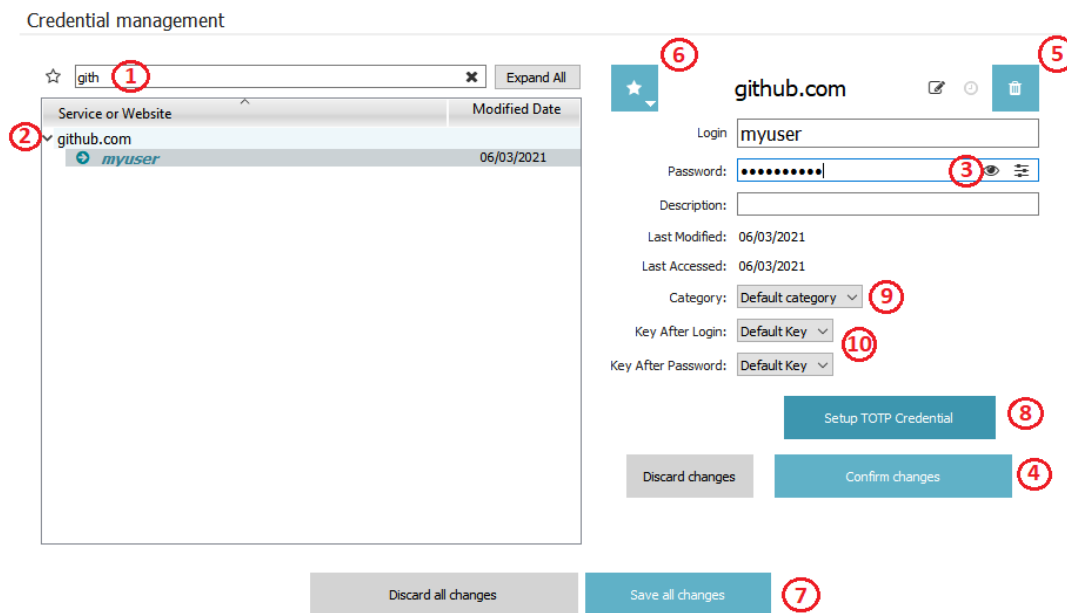 Credential management
6
5
gith 1
Expand All
github.com
Service or Website
Modified Date
Login
myuser
2 github.com
myuser
06/03/2021
Password:
●●●●●●●●●●
3
Description:
Last Modified: 06/03/2021
Last Accessed: 06/03/2021
Category: Default category 9
Key After Login: Default Key
10
Key After Password: Default Key
Setup TOTP Credential 8
Discard changes
Confirm changes 4
Discard all changes
Save all changes 7